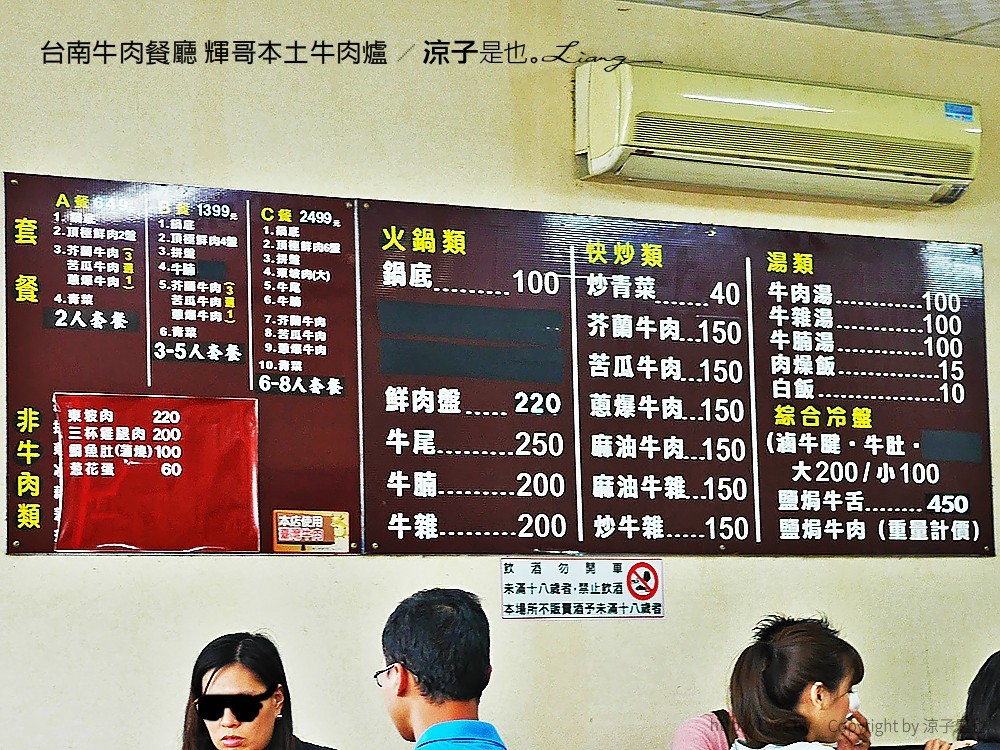 台南牛肉餐廳 輝哥本土牛肉爐 ／涼子是也。Liang
套餐
A餐 649元
1.鍋底
2.頂極鮮肉2盤
3.芥蘭牛肉
苦瓜牛肉
蔥爆牛肉
3選1
4.青菜
2人套餐
B餐 1399元
1.鍋底
2.頂極鮮肉4盤
3.拼盤
4.牛腩
5.芥蘭牛肉
苦瓜牛肉
蔥爆牛肉
3選1
6.青菜
3-5人套餐
C餐 2499元
1.鍋底
2.頂極鮮肉6盤
3.拼盤
4.東坡肉(大)
5.牛尾
6.牛腩
7.芥蘭牛肉
8.苦瓜牛肉
9.蔥爆牛肉
10.青菜
6-8人套餐
非牛肉類
東坡肉 220
三杯雞腿肉 200
虱魚肚(滷燒)100
蔥花蛋 60
本店使用
火鍋類
鍋底.........100
鮮肉盤.....220
牛尾.........250
牛腩.........200
牛雜.........200
快炒類
炒青菜.......40
芥蘭牛肉...150
苦瓜牛肉...150
蔥爆牛肉...150
麻油牛肉...150
麻油牛雜...150
炒牛雜.....150
湯類
牛肉湯...........100
牛雜湯...........100
牛腩湯...........100
肉燥飯.............15
白飯...............10
綜合冷盤
(滷牛腱．牛肚．
大200/小100
鹽焗牛舌........450
鹽焗牛肉（重量計價）
飲酒勿開車
未滿十八歲者‧禁止飲酒
本場所不販賣酒予未滿十八歲者
Copyright by 涼子是也